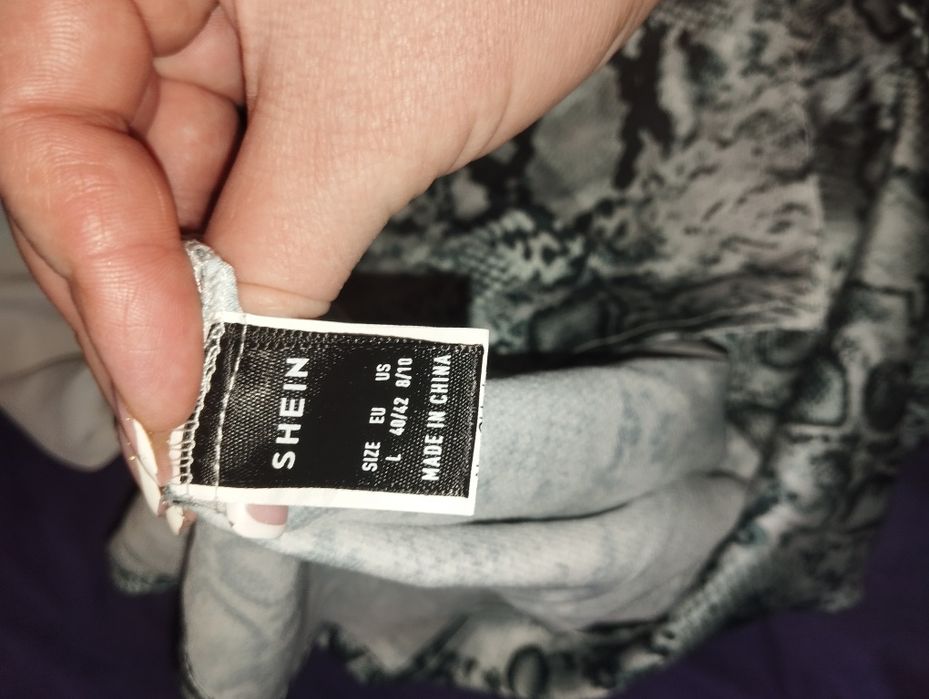 SHEIN
SIZE EU US
L 40/42 8/10
MADE IN CHINA